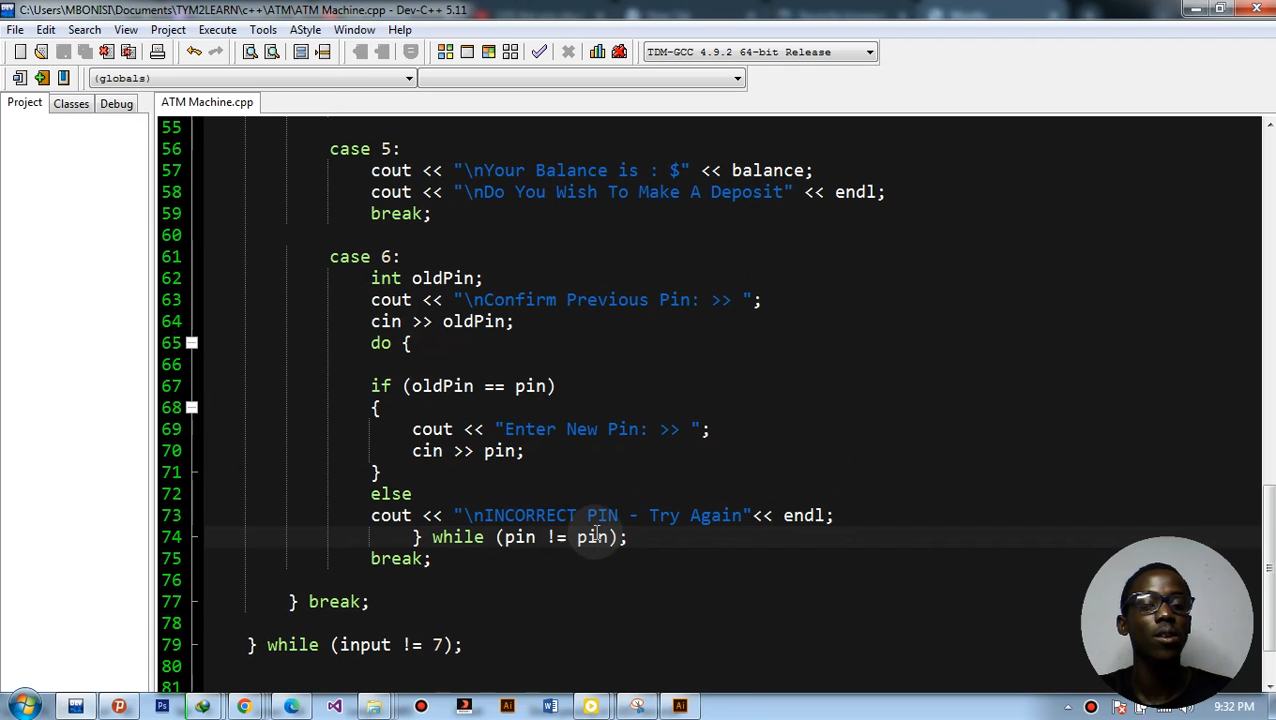 C:\Users\MBONISI\Documents\TYM2LEARN\c++\ATM\ATM Machine.cpp - Dev-C++ 5.11
File Edit Search View Project Execute Tools AStyle Window Help
TDM-GCC 4.9.2 64-bit Release
(globals)
Project Classes Debug ATM Machine.cpp
55
56 case 5:
57 cout << "\nYour Balance is : $" << balance;
58 cout << "\nDo You Wish To Make A Deposit" << endl;
59 break;
60
61 case 6:
62 int oldPin;
63 cout << "\nConfirm Previous Pin: >> ";
64 cin >> oldPin;
65 do {
66
67 if (oldPin == pin)
68 {
69 cout << "Enter New Pin: >> ";
70 cin >> pin;
71 }
72 else
73 cout << "\nINCORRECT PIN - Try Again"<< endl;
74 } while (pin != pin);
75 break;
76
77 } break;
78
79 } while (input != 7);
80
81
DEV P Ps Ai W Ai 9:32 PM